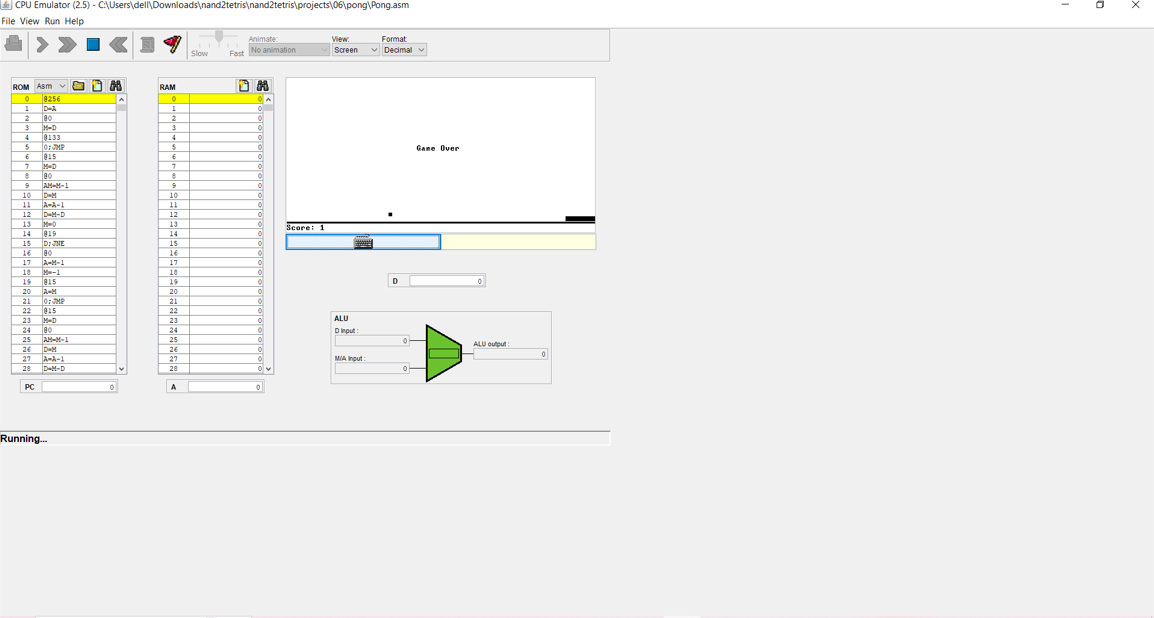 CPU Emulator (2.5) - C:\Users\dell\Downloads\nand2tetris\nand2tetris\projects\06\pong\Pong.asm
File View Run Help
Animate: View: Format:
Slow Fast No animation Screen Decimal
ROM Asm RAM
0 @256 0 0
1 D=A 1 0
2 @0 2 0
3 M=D 3 0
4 @133 4 0
5 0;JMP 5 0
6 @15 6 0
7 M=D 7 0
8 @0 8 0
9 AM=M-1 9 0
10 D=M 10 0
11 A=A-1 11 0
12 D=M-D 12 0
13 M=0 13 0
14 @19 14 0
15 D;JNE 15 0
16 @0 16 0
17 A=M-1 17 0
18 M=-1 18 0
19 @15 19 0
20 A=M 20 0
21 0;JMP 21 0
22 @15 22 0
23 M=D 23 0
24 @0 24 0
25 AM=M-1 25 0
26 D=M 26 0
27 A=A-1 27 0
28 D=M-D 28 0
PC 0 A 0
Game Over
Score: 1
D 0
ALU
D Input :
0
M/A Input :
0
ALU output :
0
Running...